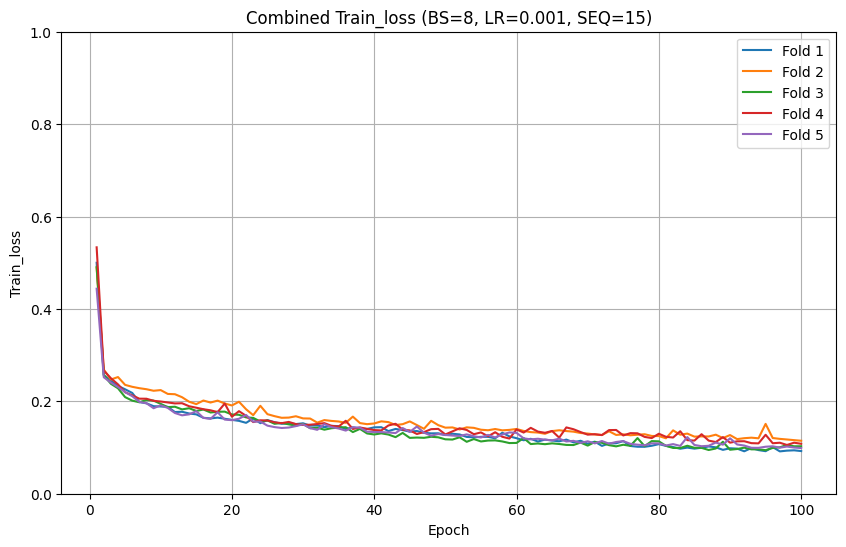 Combined Train_loss (BS=8, LR=0.001, SEQ=15)
Fold 1
Fold 2
Fold 3
Fold 4
Fold 5
Train_loss
1.0
0.8
0.6
0.4
0.2
0.0
0
20
40
60
80
100
Epoch